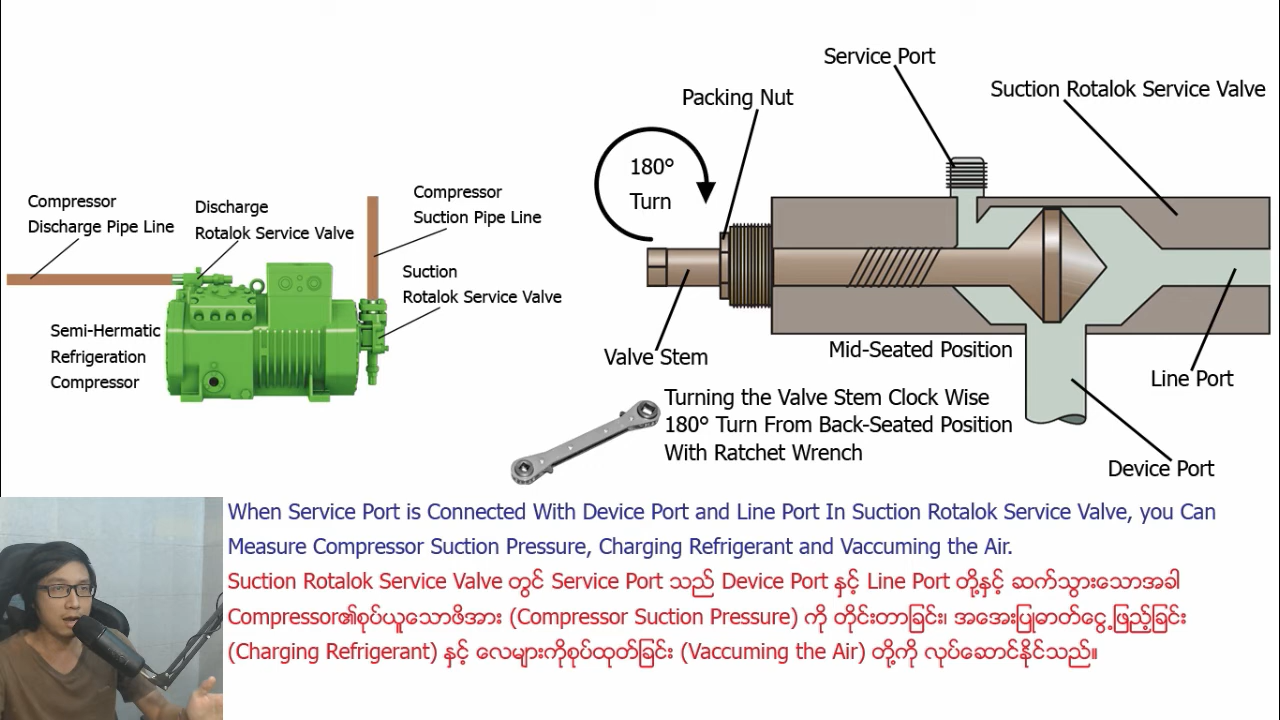 Service Port
Suction Rotalok Service Valve
Packing Nut
180°
Turn
Compressor
Discharge Pipe Line
Discharge
Rotalok Service Valve
Compressor
Suction Pipe Line
Suction
Rotalok Service Valve
Semi-Hermatic
Refrigeration
Compressor
Valve Stem
Mid-Seated Position
Line Port
Turning the Valve Stem Clock Wise
180° Turn From Back-Seated Position
With Ratchet Wrench
Device Port
When Service Port is Connected With Device Port and Line Port In Suction Rotalok Service Valve, you Can
Measure Compressor Suction Pressure, Charging Refrigerant and Vaccuming the Air.
Suction Rotalok Service Valve တွင် Service Port သည် Device Port နှင့် Line Port တို့နှင့် ဆက်သွားသောအခါ
Compressor၏စုပ်ယူသောဖိအား (Compressor Suction Pressure) ကို တိုင်းတာခြင်း၊ အအေးပြုဓာတ်ငွေ့ဖြည့်ခြင်း
(Charging Refrigerant) နှင့် လေများကိုစုပ်ထုတ်ခြင်း (Vaccuming the Air) တို့ကို လုပ်ဆောင်နိုင်သည်။